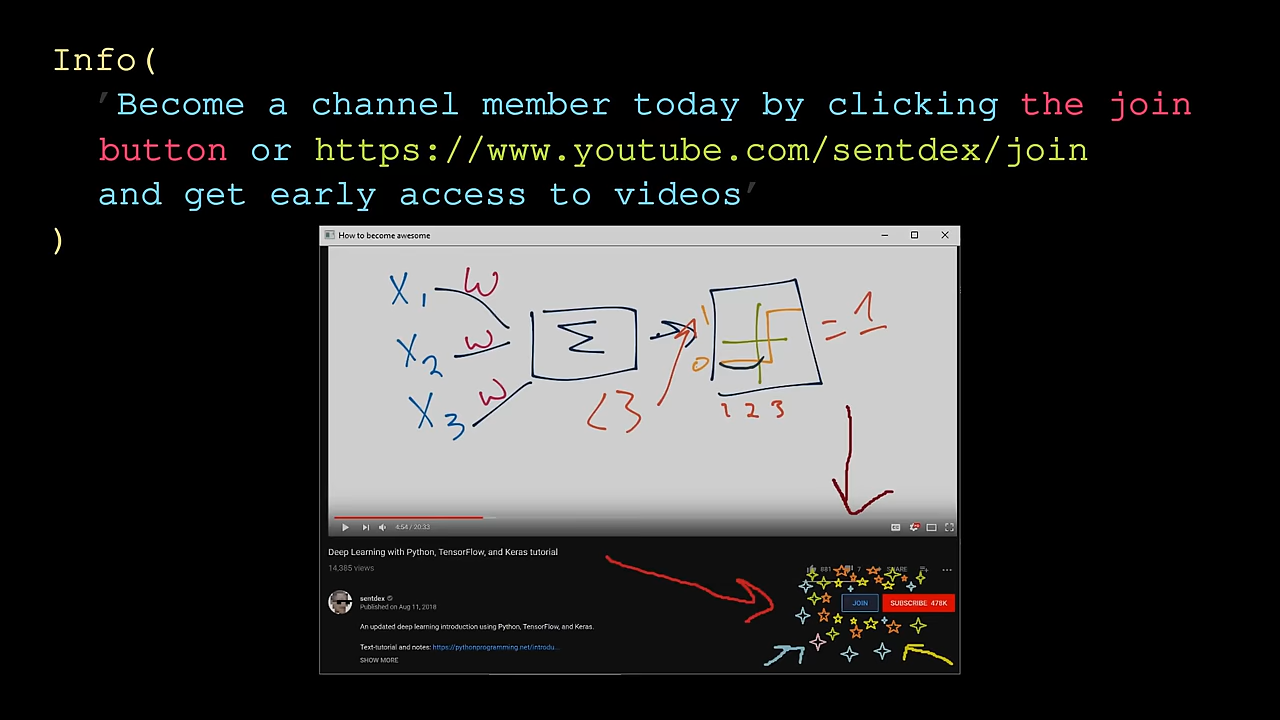 Info(
'Become a channel member today by clicking the join
button or https://www.youtube.com/sentdex/join
and get early access to videos'
)
How to become awesome
X1 W
X2 W
X3 W
Σ
<3
1
0
1 2 3
= 1
4:54 / 20:33
Deep Learning with Python, TensorFlow, and Keras tutorial
14,385 views
881 7 SHARE
sentdex
Published on Aug 11, 2018
JOIN SUBSCRIBE 478K
An updated deep learning introduction using Python, TensorFlow, and Keras.
Text-tutorial and notes: https://pythonprogramming.net/introdu...
SHOW MORE